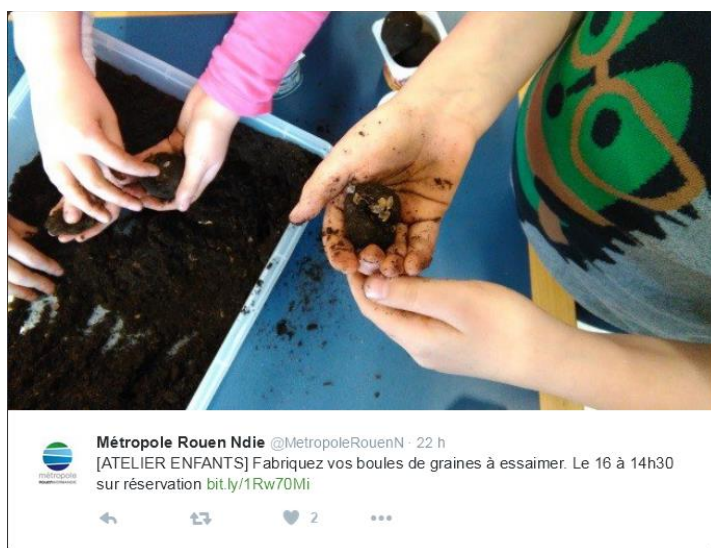 Métropole Rouen Ndie @MetropoleRouenN · 22 h
[ATELIER ENFANTS] Fabriquez vos boules de graines à essaimer. Le 16 à 14h30
sur réservation bit.ly/1Rw70Mi
métropole
ROUENNORMANDIE
2